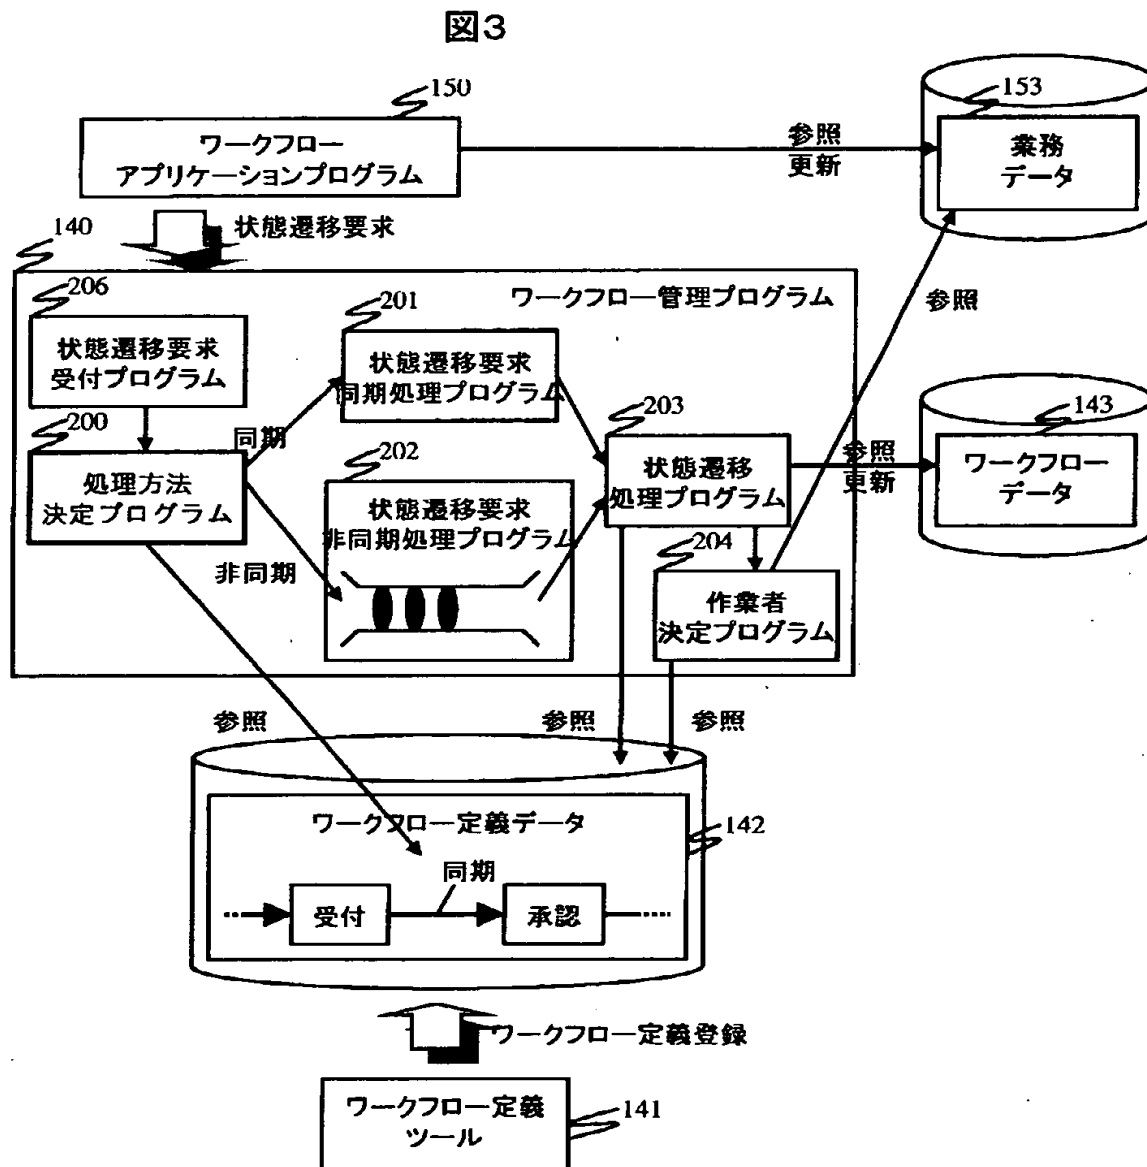 図3
150
ワークフロー
アプリケーションプログラム
参照
更新
153
業務
データ
状態遷移要求
140
ワークフロー管理プログラム
参照
206
状態遷移要求
受付プログラム
201
状態遷移要求
同期処理プログラム
200
処理方法
決定プログラム
同期
非同期
202
状態遷移要求
非同期処理プログラム
203
状態遷移
処理プログラム
参照
更新
143
ワークフロー
データ
204
作業者
決定プログラム
参照
参照
参照
ワークフロー定義データ
142
同期
受付
承認
ワークフロー定義登録
ワークフロー定義
ツール
141